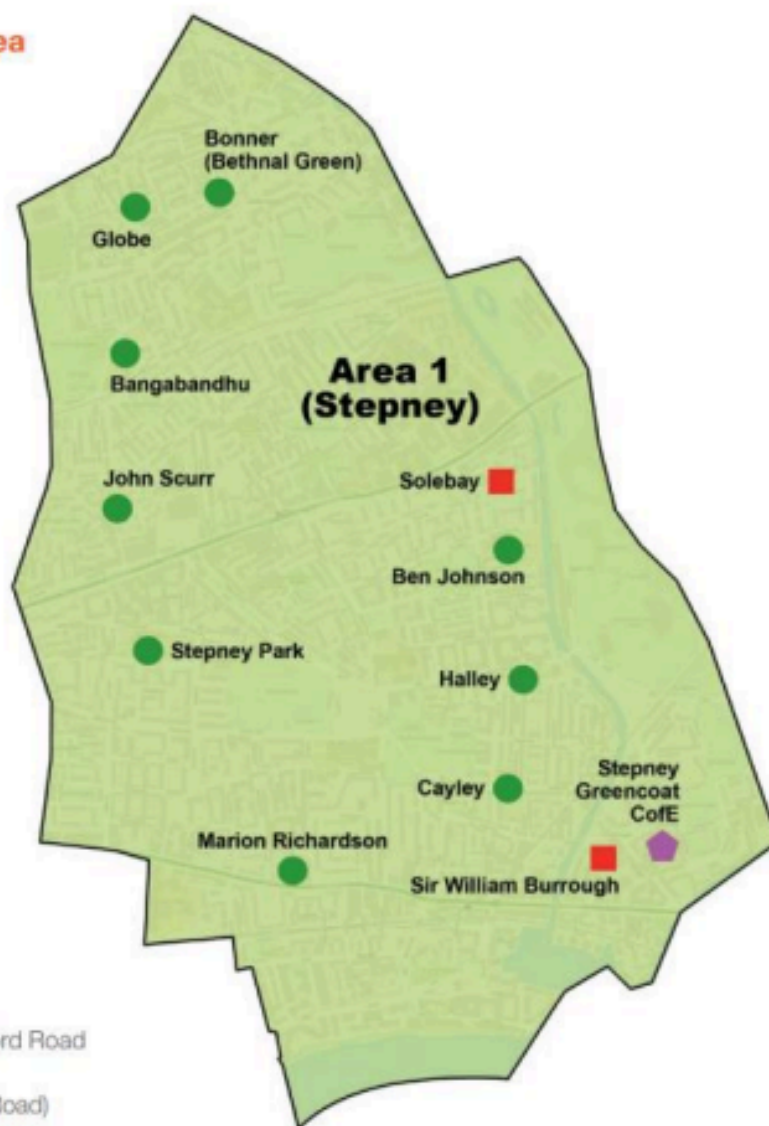 Bonner
(Bethnal Green)
Globe
Bangabandhu
Area 1
(Stepney)
John Scurr
Solebay
Ben Johnson
Stepney Park
Halley
Stepney
Greencoat
CofE
Cayley
Marion Richardson
Sir William Burrough
Road